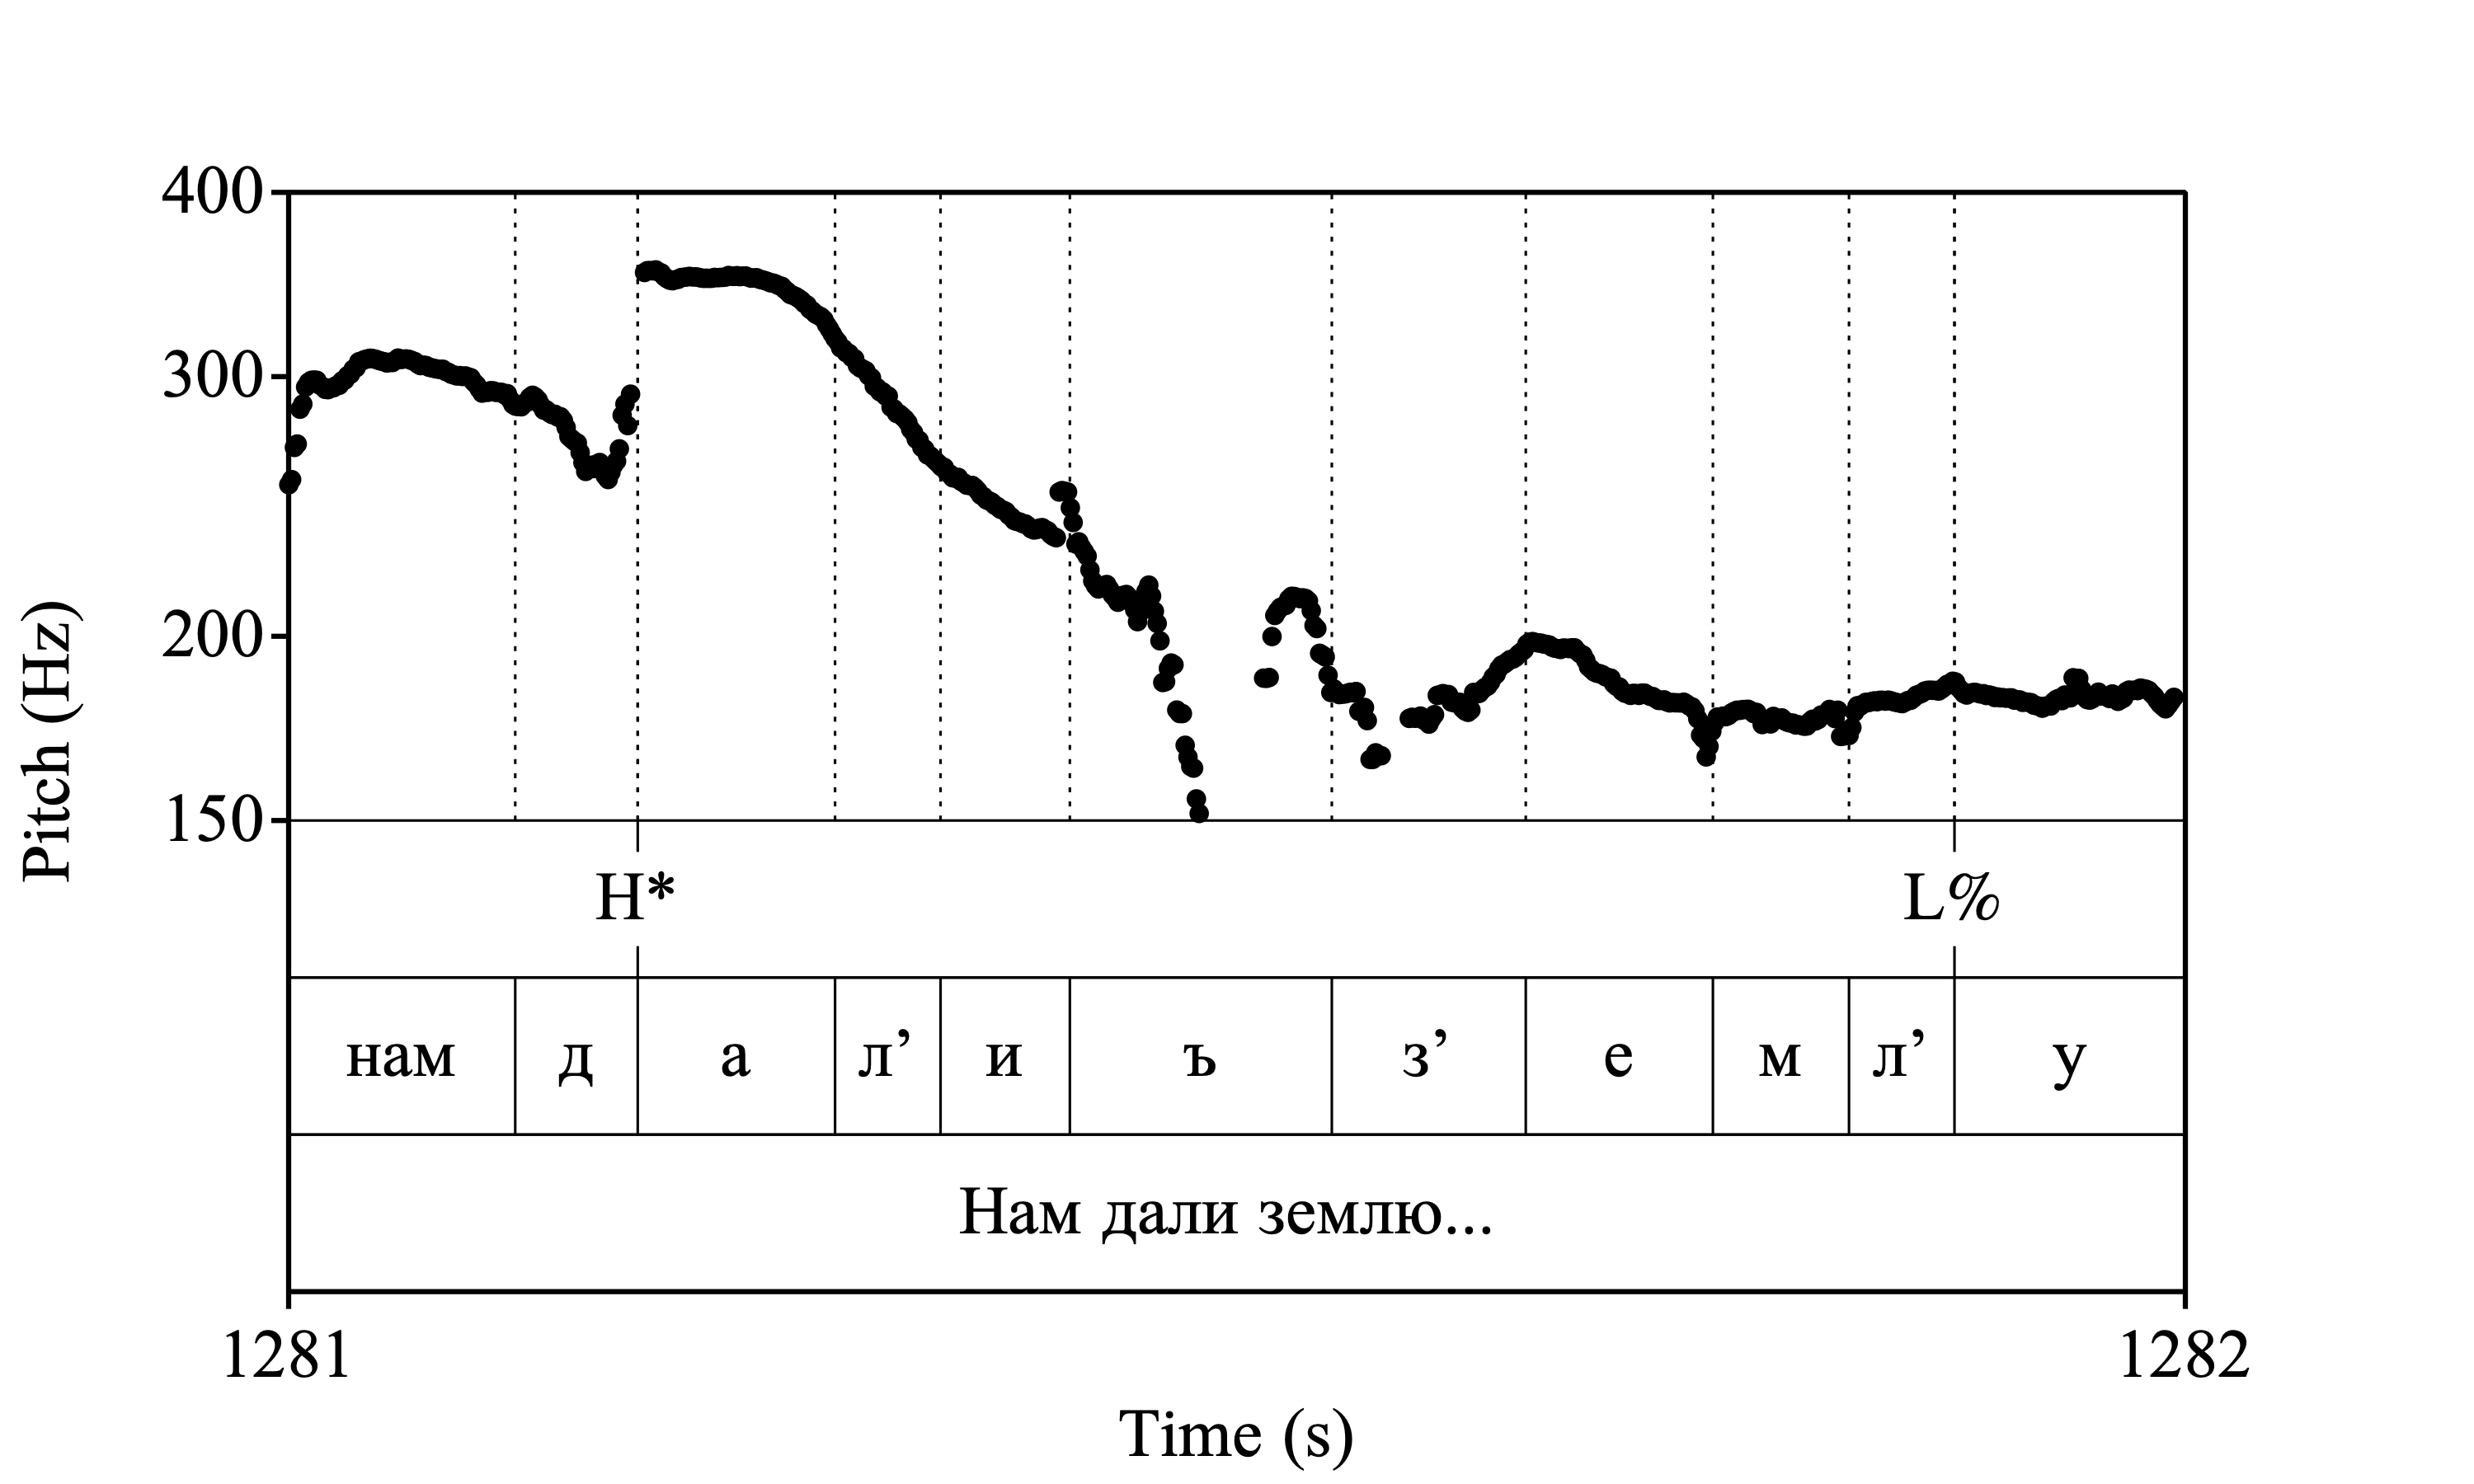 400
300
200
150
Pitch (Hz)
H* L%
нам д а л’ и ъ з’ е м л’ у
Нам дали землю...
1281 1282
Time (s)